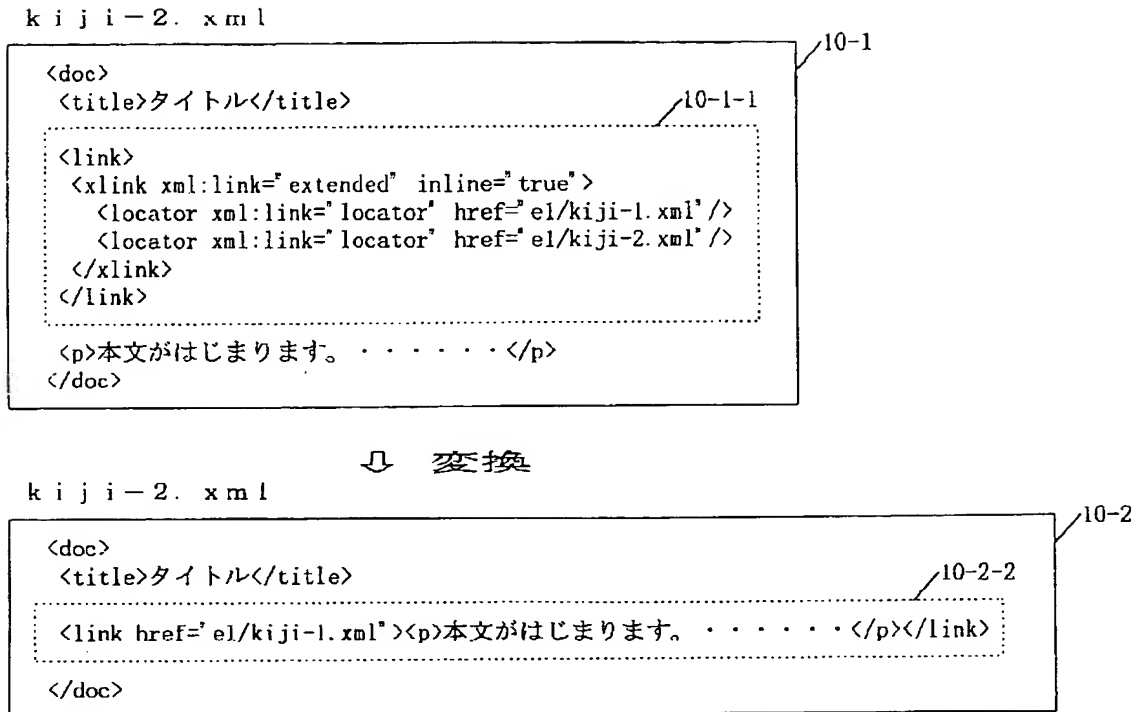 kiji−2. xml
10-1
<doc>
<title>タイトル</title>
10-1-1
<link>
<xlink xml:link="extended" inline="true">
<locator xml:link="locator" href="el/kiji-1.xml"/>
<locator xml:link="locator" href="el/kiji-2.xml"/>
</xlink>
</link>
<p>本文がはじまります。・・・・・・</p>
</doc>
⇩ 変換
kiji−2. xml
10-2
<doc>
<title>タイトル</title>
10-2-2
<link href="el/kiji-1.xml"><p>本文がはじまります。・・・・・・</p></link>
</doc>